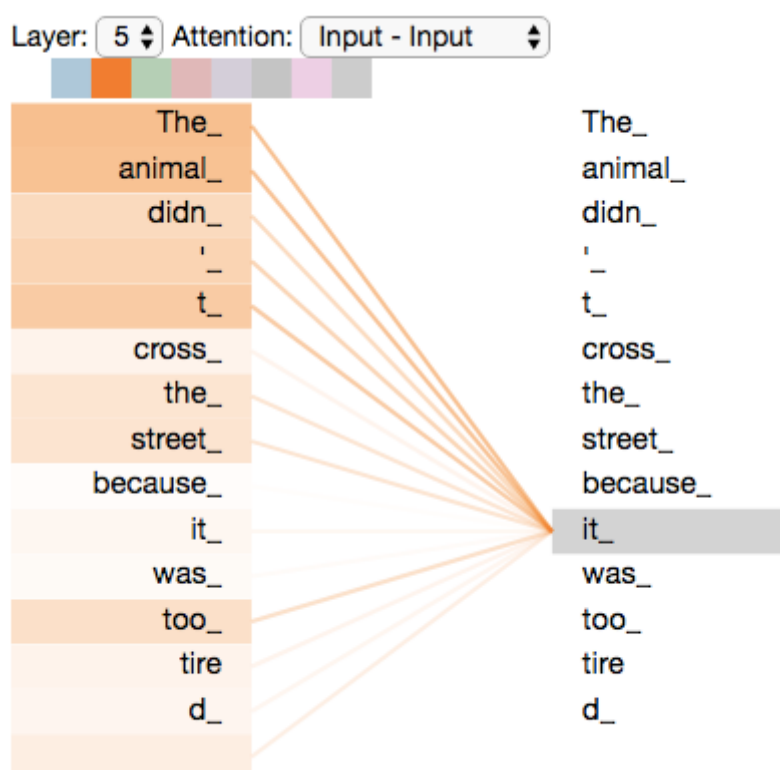 Layer: 5 Attention: Input - Input
The_ The_
animal_ animal_
didn_ didn_
'_ '_
t_ t_
cross_ cross_
the_ the_
street_ street_
because_ because_
it_ it_
was_ was_
too_ too_
tire tire
d_ d_